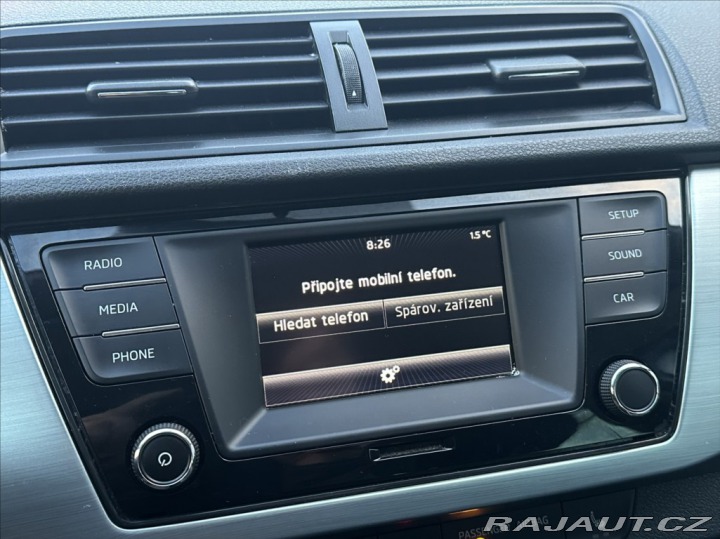 8:26
1.5 °C
Připojte mobilní telefon.
Hledat telefon
Spárov. zařízení
RADIO
MEDIA
PHONE
SETUP
SOUND
CAR
RAJAUT.CZ